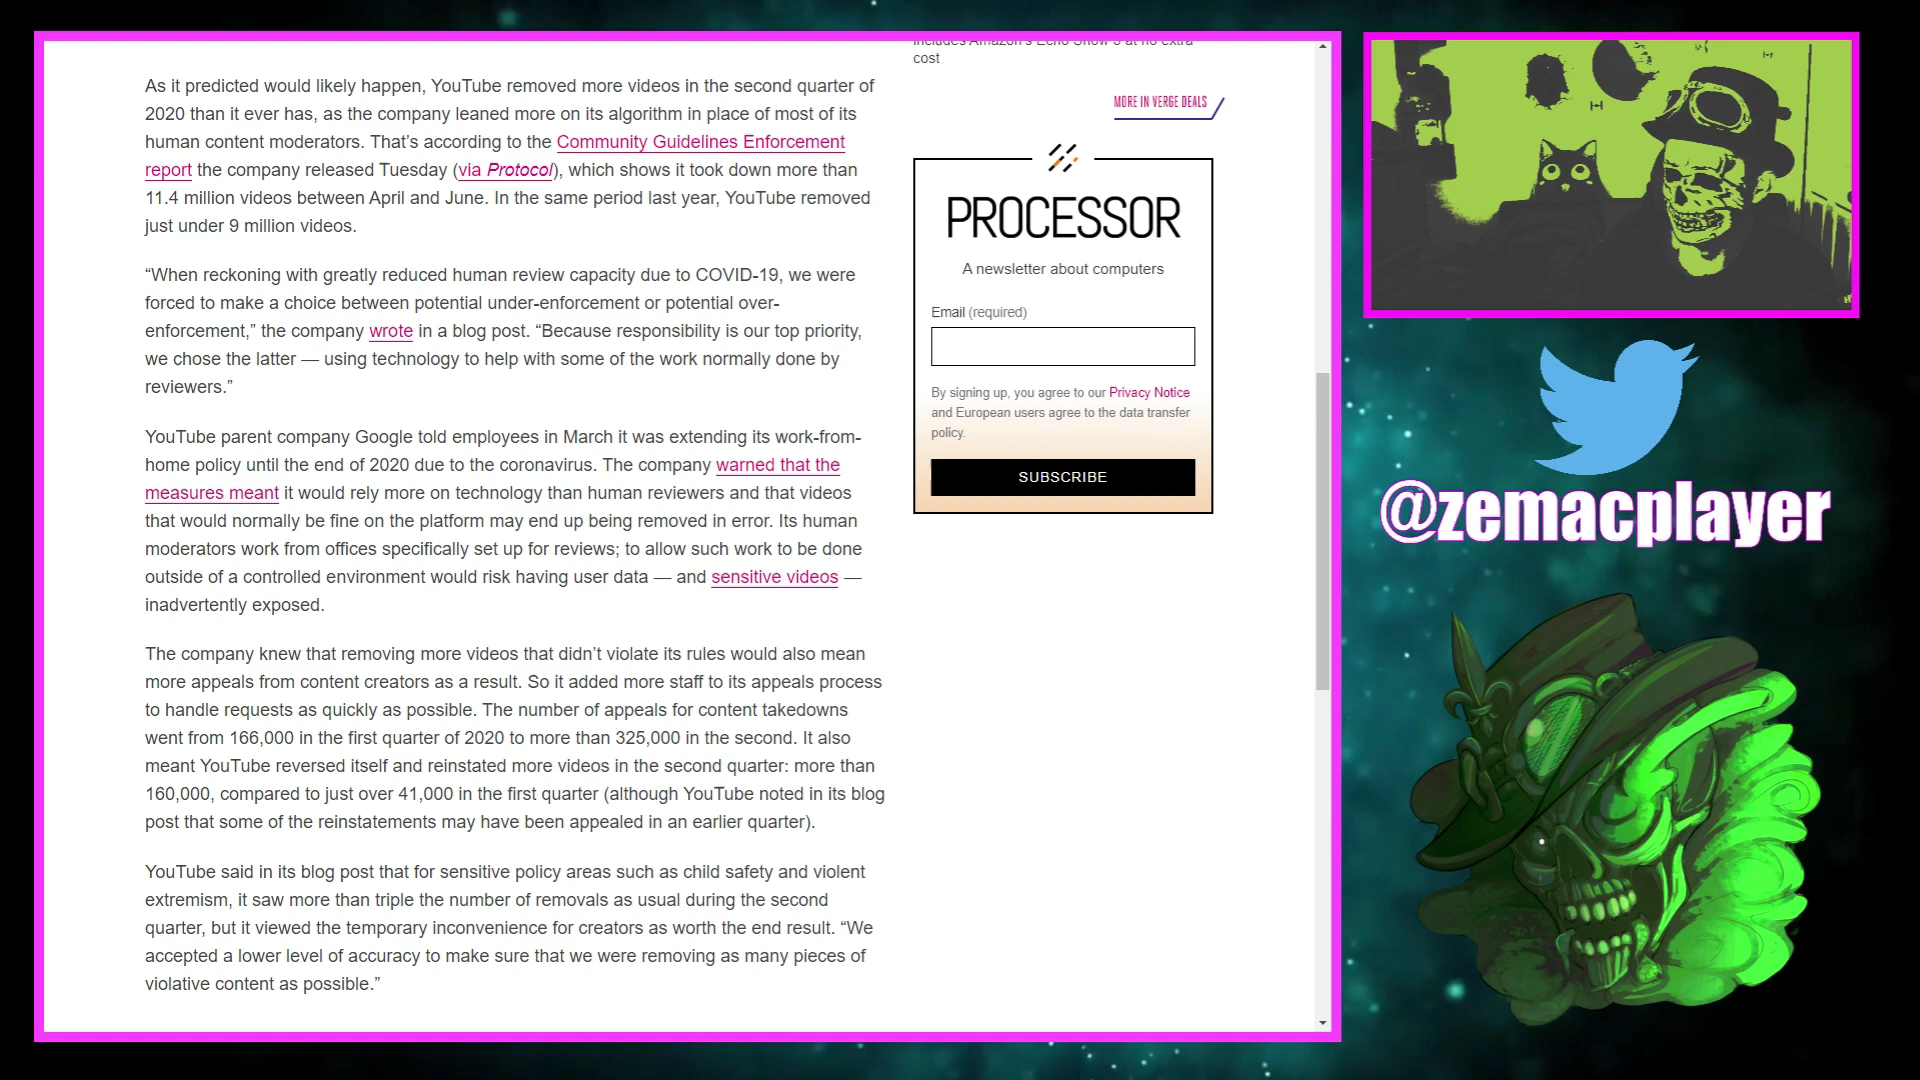 includes Amazon's Echo Show 5 at no extra
cost
MORE IN VERGE DEALS
As it predicted would likely happen, YouTube removed more videos in the second quarter of
2020 than it ever has, as the company leaned more on its algorithm in place of most of its
human content moderators. That’s according to the Community Guidelines Enforcement
report the company released Tuesday (via Protocol), which shows it took down more than
11.4 million videos between April and June. In the same period last year, YouTube removed
just under 9 million videos.
“When reckoning with greatly reduced human review capacity due to COVID-19, we were
forced to make a choice between potential under-enforcement or potential over-
enforcement,” the company wrote in a blog post. “Because responsibility is our top priority,
we chose the latter — using technology to help with some of the work normally done by
reviewers.”
YouTube parent company Google told employees in March it was extending its work-from-
home policy until the end of 2020 due to the coronavirus. The company warned that the
measures meant it would rely more on technology than human reviewers and that videos
that would normally be fine on the platform may end up being removed in error. Its human
moderators work from offices specifically set up for reviews; to allow such work to be done
outside of a controlled environment would risk having user data — and sensitive videos —
inadvertently exposed.
The company knew that removing more videos that didn’t violate its rules would also mean
more appeals from content creators as a result. So it added more staff to its appeals process
to handle requests as quickly as possible. The number of appeals for content takedowns
went from 166,000 in the first quarter of 2020 to more than 325,000 in the second. It also
meant YouTube reversed itself and reinstated more videos in the second quarter: more than
160,000, compared to just over 41,000 in the first quarter (although YouTube noted in its blog
post that some of the reinstatements may have been appealed in an earlier quarter).
YouTube said in its blog post that for sensitive policy areas such as child safety and violent
extremism, it saw more than triple the number of removals as usual during the second
quarter, but it viewed the temporary inconvenience for creators as worth the end result. “We
accepted a lower level of accuracy to make sure that we were removing as many pieces of
violative content as possible.”
PROCESSOR
A newsletter about computers
Email (required)
By signing up, you agree to our Privacy Notice
and European users agree to the data transfer
policy.
SUBSCRIBE
@zemacplayer